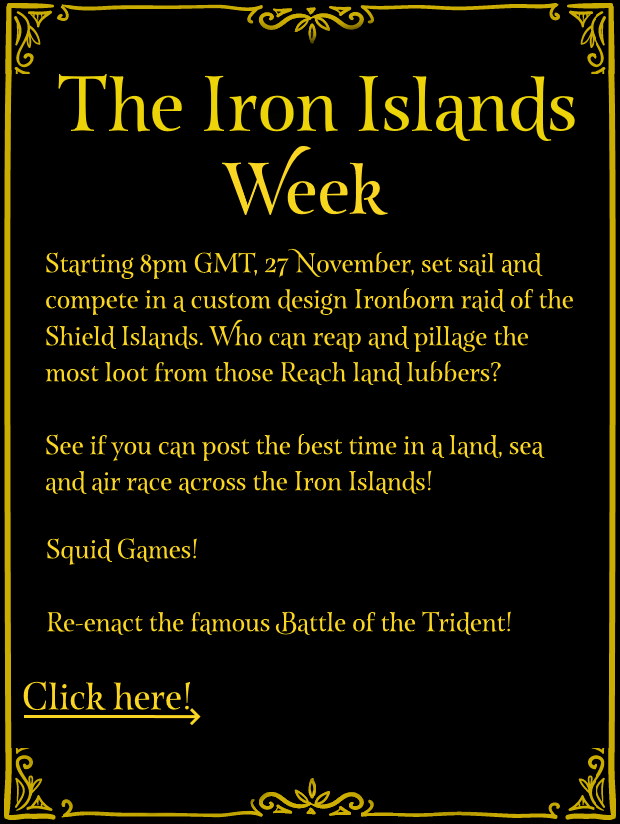 The Iron Islands
Week
Starting 8pm GMT, 27 November, set sail and
compete in a custom design Ironborn raid of the
Shield Islands. Who can reap and pillage the
most loot from those Reach land lubbers?
See if you can post the best time in a land, sea
and air race across the Iron Islands!
Squid Games!
Re-enact the famous Battle of the Trident!
Click here!